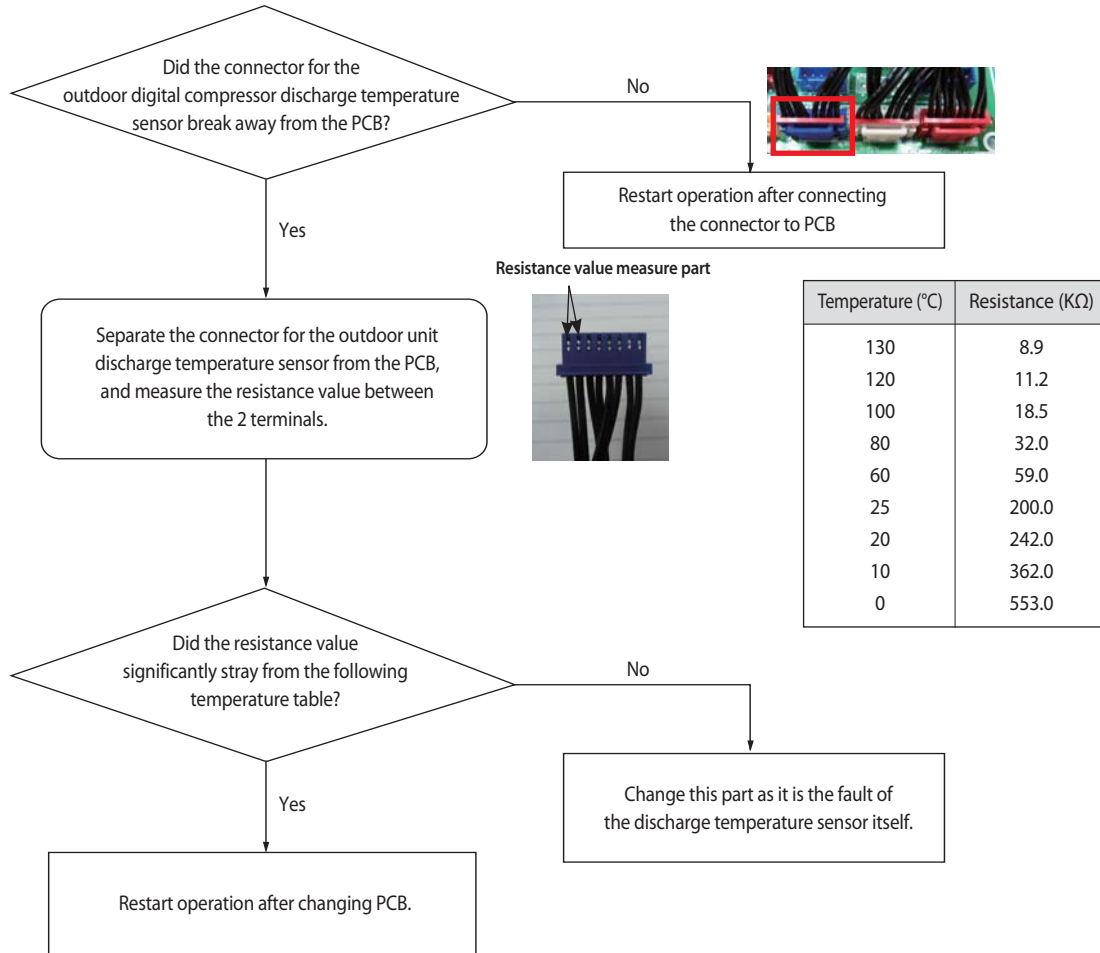 Did the connector for the
outdoor digital compressor discharge temperature
sensor break away from the PCB?
No
Restart operation after connecting
the connector to PCB
Yes
Resistance value measure part
Separate the connector for the outdoor unit
discharge temperature sensor from the PCB,
and measure the resistance value between
the 2 terminals.
Temperature (°C) Resistance (KΩ)
130 8.9
120 11.2
100 18.5
80 32.0
60 59.0
25 200.0
20 242.0
10 362.0
0 553.0
Did the resistance value
significantly stray from the following
temperature table?
No
Change this part as it is the fault of
the discharge temperature sensor itself.
Yes
Restart operation after changing PCB.